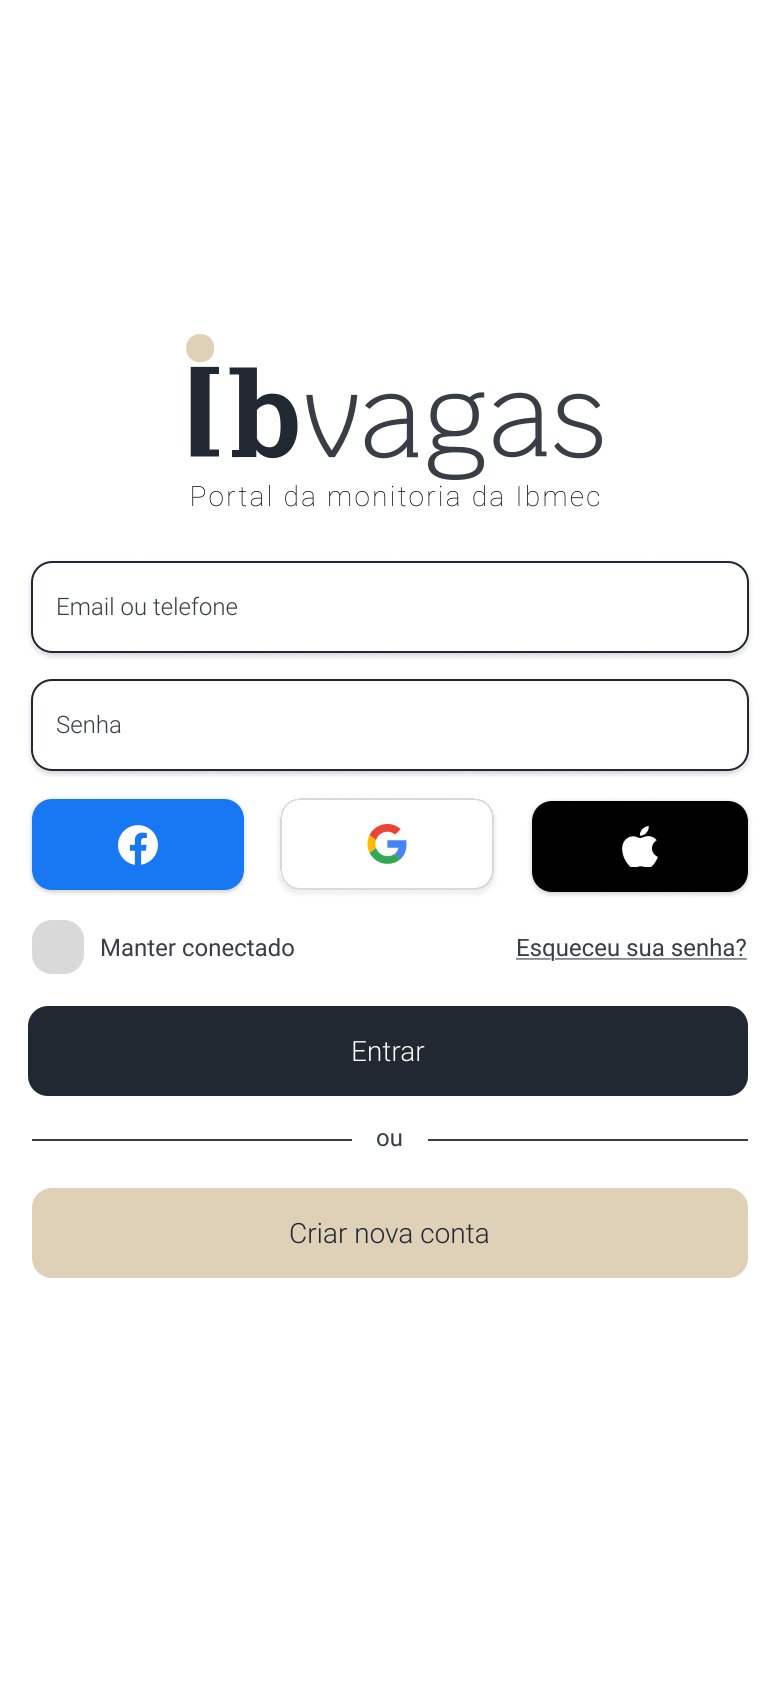 Ibvagas
Portal da monitoria da Ibmec
Email ou telefone
Senha
Manter conectado
Esqueceu sua senha?
Entrar
ou
Criar nova conta